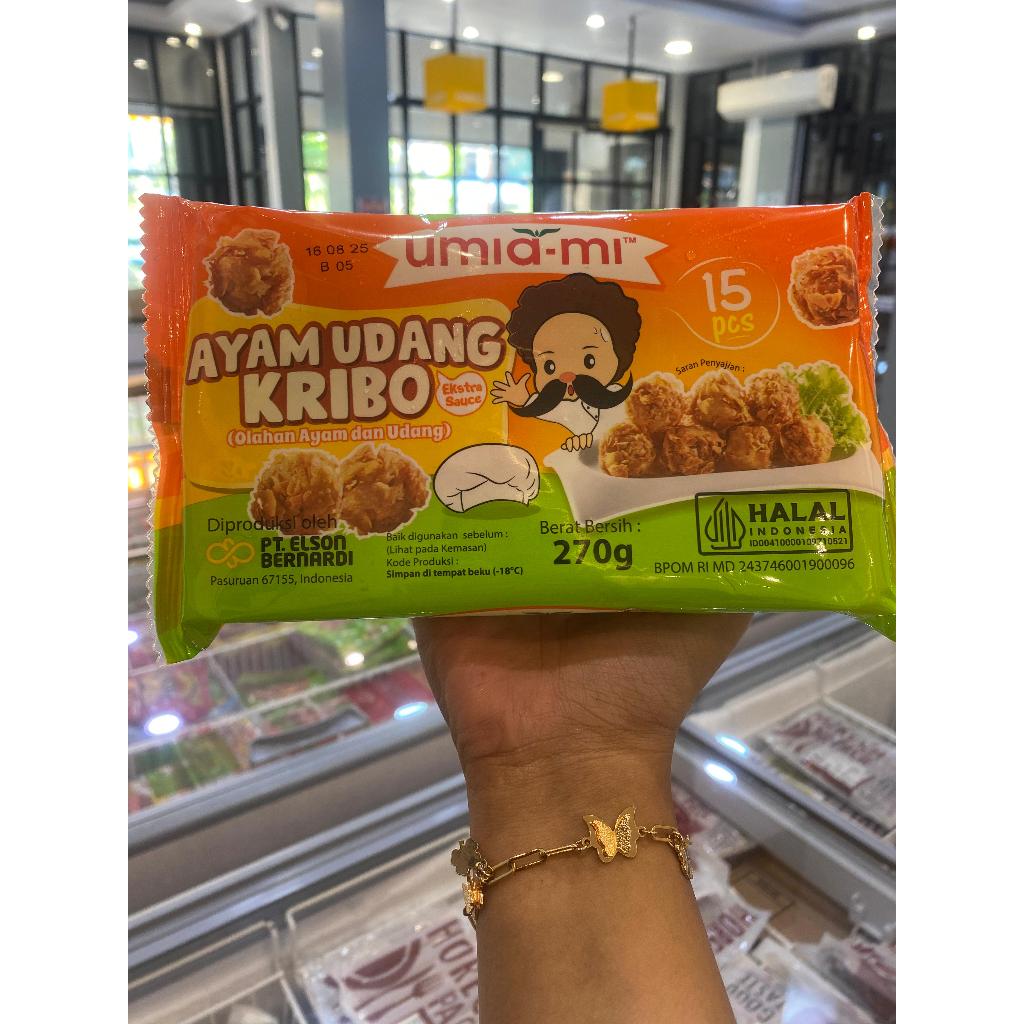 16 08 25
B 05
umia-mi™
15
pcs
AYAM UDANG
KRIBO
Ekstra
Sauce
(Olahan Ayam dan Udang)
Saran Penyajian :
Diproduksi oleh
PT. ELSON
BERNARDI
Pasuruan 67155, Indonesia
Baik digunakan sebelum :
(Lihat pada Kemasan)
Kode Produksi :
Simpan di tempat beku (-18°C)
Berat Bersih :
270g
HALAL
INDONESIA
ID00410000109710521
BPOM RI MD 243746001900096